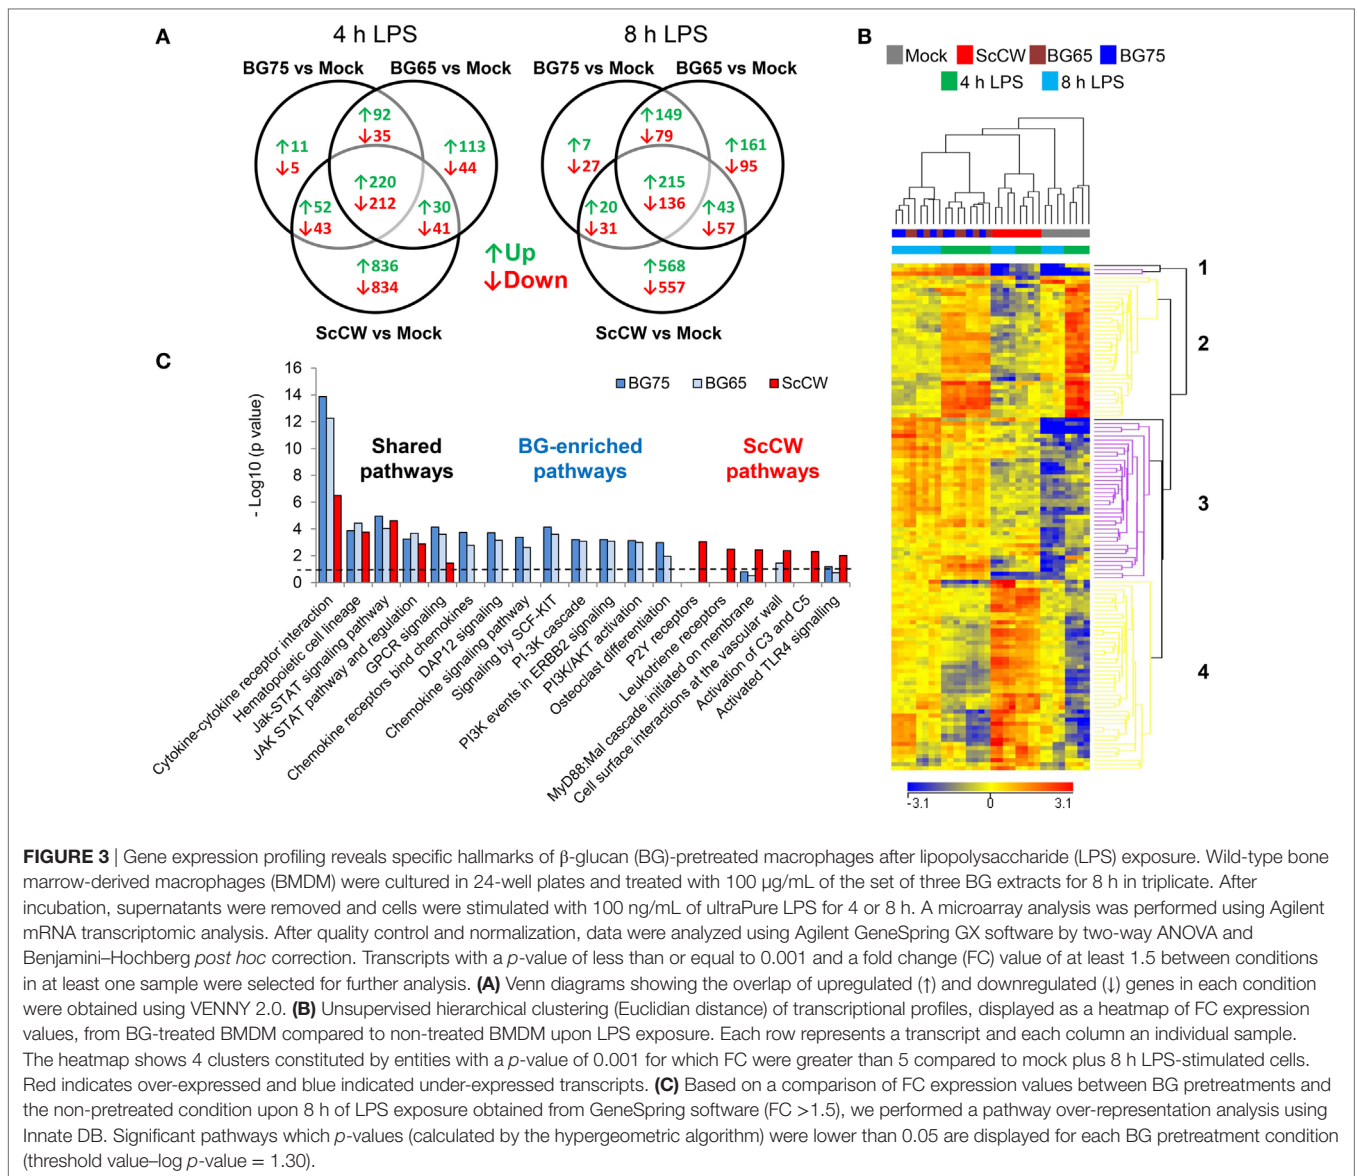 A
4 h LPS
8 h LPS
BG75 vs Mock
BG65 vs Mock
BG75 vs Mock
BG65 vs Mock
↑92
↓35
↑11
↓5
↑113
↓44
↑220
↓212
↑52
↓43
↑30
↓41
↑836
↓834
ScCW vs Mock
↑Up
↓Down
↑149
↓79
↑7
↓27
↑161
↓95
↑215
↓136
↑20
↓31
↑43
↓57
↑568
↓557
ScCW vs Mock
B
Mock ScCW BG65 BG75
4 h LPS 8 h LPS
1
2
3
4
-3.1 0 3.1
C
- Log10 (p value)
16
14
12
10
8
6
4
2
0
BG75 BG65 ScCW
Shared
pathways
BG-enriched
pathways
ScCW
pathways
Cytokine-cytokine receptor interaction
Hematopoietic cell lineage
Jak-STAT signaling pathway
JAK STAT pathway and regulation
GPCR signaling
Chemokine receptors bind chemokines
DAP12 signaling
Chemokine signaling pathway
Signaling by SCF-KIT
PI-3K cascade
PI3K events in ERBB2 signaling
PI3K/AKT activation
Osteoclast differentiation
P2Y receptors
Leukotriene receptors
MyD88:Mal cascade initiated on membrane
Cell surface interactions at the vascular wall
Activation of C3 and C5
Activated TLR4 signalling
FIGURE 3 | Gene expression profiling reveals specific hallmarks of β-glucan (BG)-pretreated macrophages after lipopolysaccharide (LPS) exposure. Wild-type bone
marrow-derived macrophages (BMDM) were cultured in 24-well plates and treated with 100 µg/mL of the set of three BG extracts for 8 h in triplicate. After
incubation, supernatants were removed and cells were stimulated with 100 ng/mL of ultraPure LPS for 4 or 8 h. A microarray analysis was performed using Agilent
mRNA transcriptomic analysis. After quality control and normalization, data were analyzed using Agilent GeneSpring GX software by two-way ANOVA and
Benjamini–Hochberg post hoc correction. Transcripts with a p-value of less than or equal to 0.001 and a fold change (FC) value of at least 1.5 between conditions
in at least one sample were selected for further analysis. (A) Venn diagrams showing the overlap of upregulated (↑) and downregulated (↓) genes in each condition
were obtained using VENNY 2.0. (B) Unsupervised hierarchical clustering (Euclidian distance) of transcriptional profiles, displayed as a heatmap of FC expression
values, from BG-treated BMDM compared to non-treated BMDM upon LPS exposure. Each row represents a transcript and each column an individual sample.
The heatmap shows 4 clusters constituted by entities with a p-value of 0.001 for which FC were greater than 5 compared to mock plus 8 h LPS-stimulated cells.
Red indicates over-expressed and blue indicated under-expressed transcripts. (C) Based on a comparison of FC expression values between BG pretreatments and
the non-pretreated condition upon 8 h of LPS exposure obtained from GeneSpring software (FC >1.5), we performed a pathway over-representation analysis using
Innate DB. Significant pathways which p-values (calculated by the hypergeometric algorithm) were lower than 0.05 are displayed for each BG pretreatment condition
(threshold value–log p-value = 1.30).